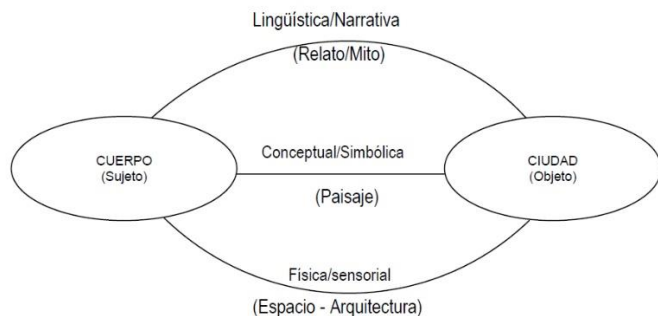 Lingüística/Narrativa
(Relato/Mito)
CUERPO
(Sujeto)
Conceptual/Simbólica
(Paisaje)
CIUDAD
(Objeto)
Física/sensorial
(Espacio - Arquitectura)